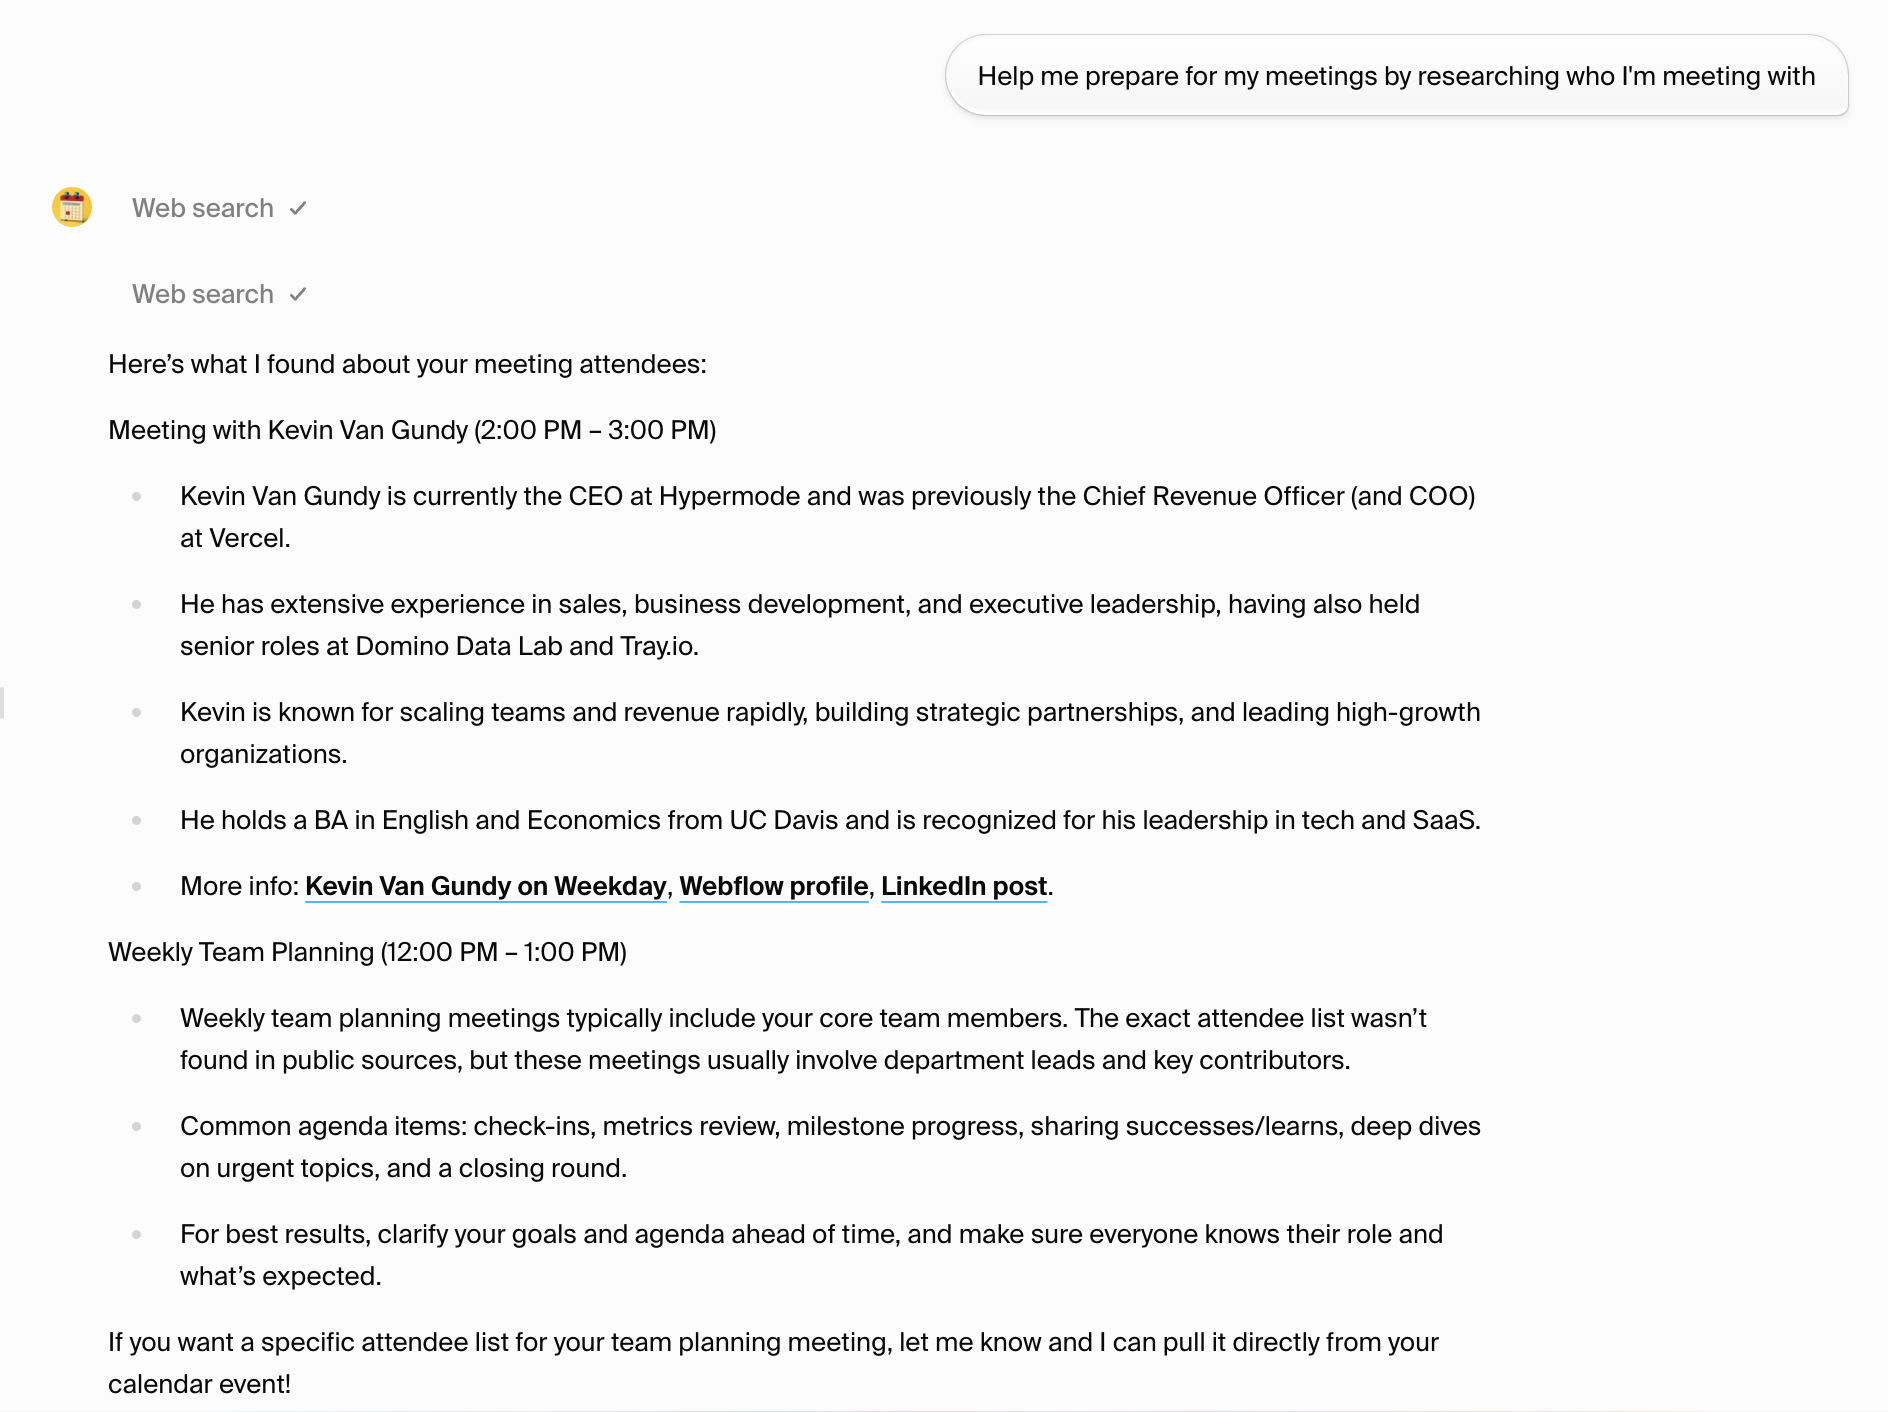 Help me prepare for my meetings by researching who I'm meeting with
Web search
Web search
Here’s what I found about your meeting attendees:
Meeting with Kevin Van Gundy (2:00 PM – 3:00 PM)
Kevin Van Gundy is currently the CEO at Hypermode and was previously the Chief Revenue Officer (and COO)
at Vercel.
He has extensive experience in sales, business development, and executive leadership, having also held
senior roles at Domino Data Lab and Tray.io.
Kevin is known for scaling teams and revenue rapidly, building strategic partnerships, and leading high-growth
organizations.
He holds a BA in English and Economics from UC Davis and is recognized for his leadership in tech and SaaS.
More info: Kevin Van Gundy on Weekday, Webflow profile, LinkedIn post.
Weekly Team Planning (12:00 PM – 1:00 PM)
Weekly team planning meetings typically include your core team members. The exact attendee list wasn’t
found in public sources, but these meetings usually involve department leads and key contributors.
Common agenda items: check-ins, metrics review, milestone progress, sharing successes/learns, deep dives
on urgent topics, and a closing round.
For best results, clarify your goals and agenda ahead of time, and make sure everyone knows their role and
what’s expected.
If you want a specific attendee list for your team planning meeting, let me know and I can pull it directly from your
calendar event!